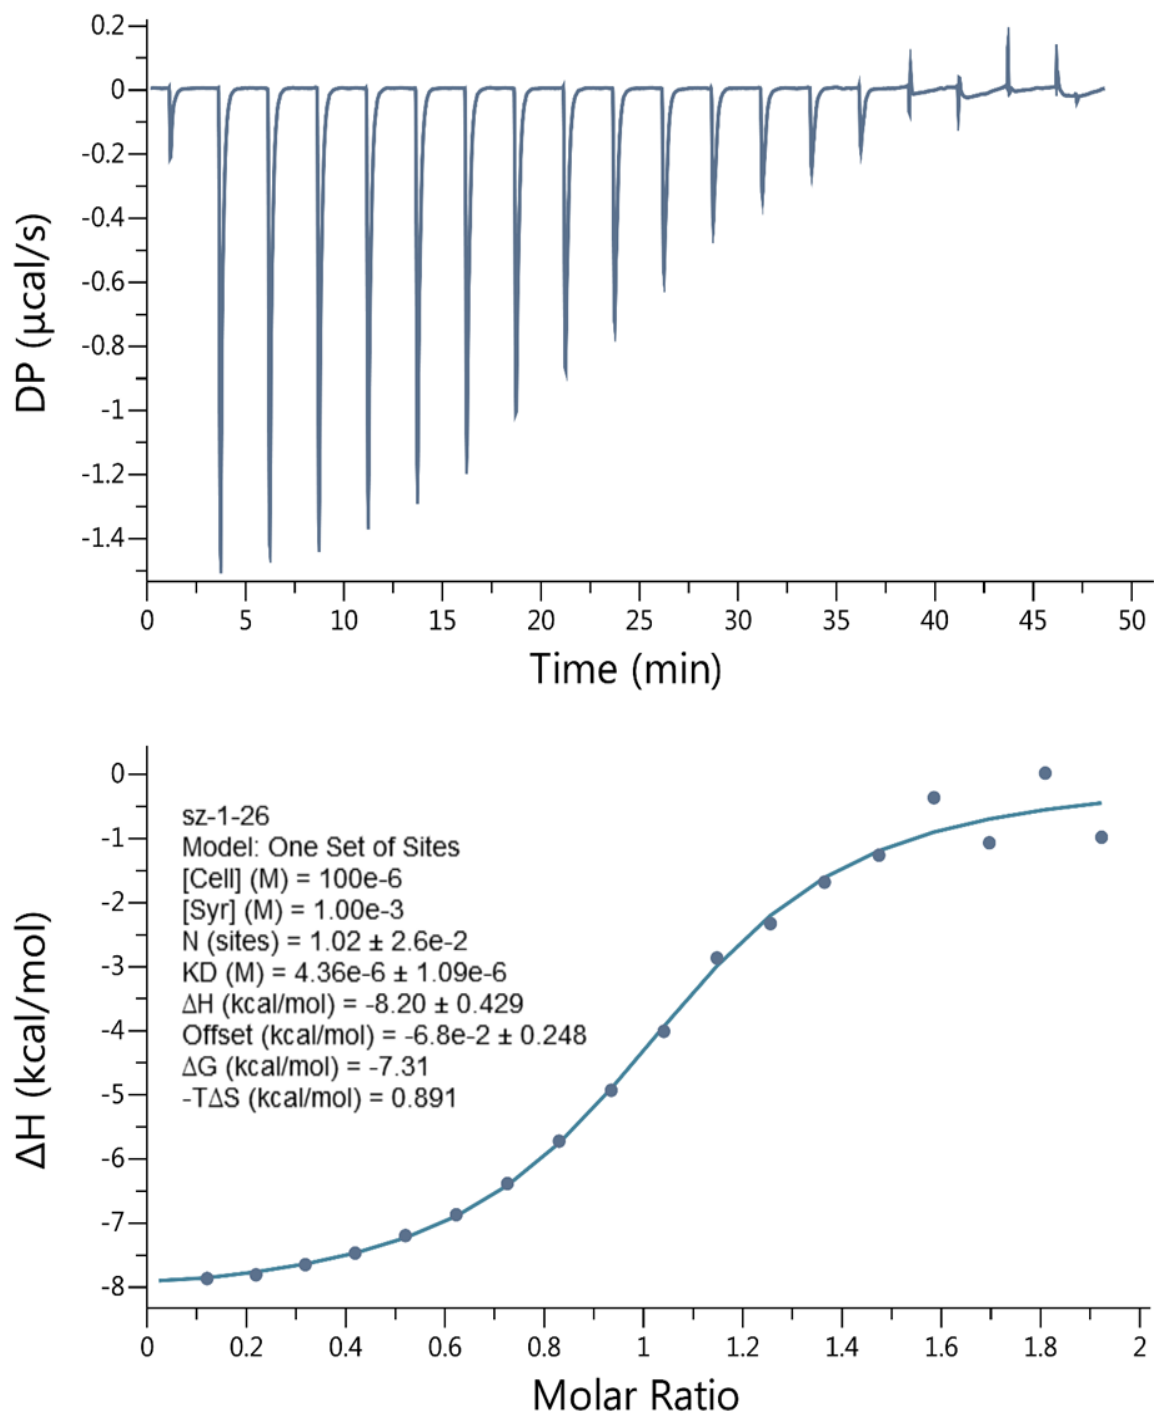 0.2
0
-0.2
-0.4
-0.6
-0.8
-1
-1.2
-1.4
DP (µcal/s)
0 5 10 15 20 25 30 35 40 45 50
Time (min)
0
-1
-2
-3
-4
-5
-6
-7
-8
ΔH (kcal/mol)
sz-1-26
Model: One Set of Sites
[Cell] (M) = 100e-6
[Syr] (M) = 1.00e-3
N (sites) = 1.02 ± 2.6e-2
KD (M) = 4.36e-6 ± 1.09e-6
ΔH (kcal/mol) = -8.20 ± 0.429
Offset (kcal/mol) = -6.8e-2 ± 0.248
ΔG (kcal/mol) = -7.31
-TΔS (kcal/mol) = 0.891
0 0.2 0.4 0.6 0.8 1 1.2 1.4 1.6 1.8 2
Molar Ratio